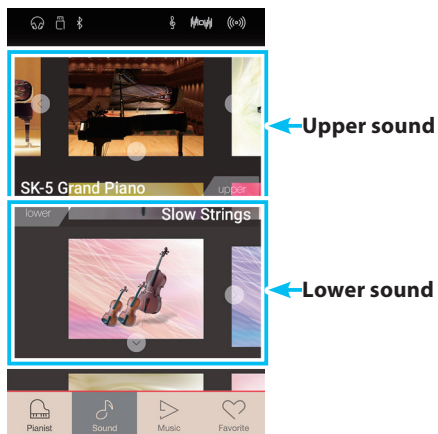 Upper sound
SK-5 Grand Piano
upper
lower
Slow Strings
Lower sound
Pianist
Sound
Music
Favorite